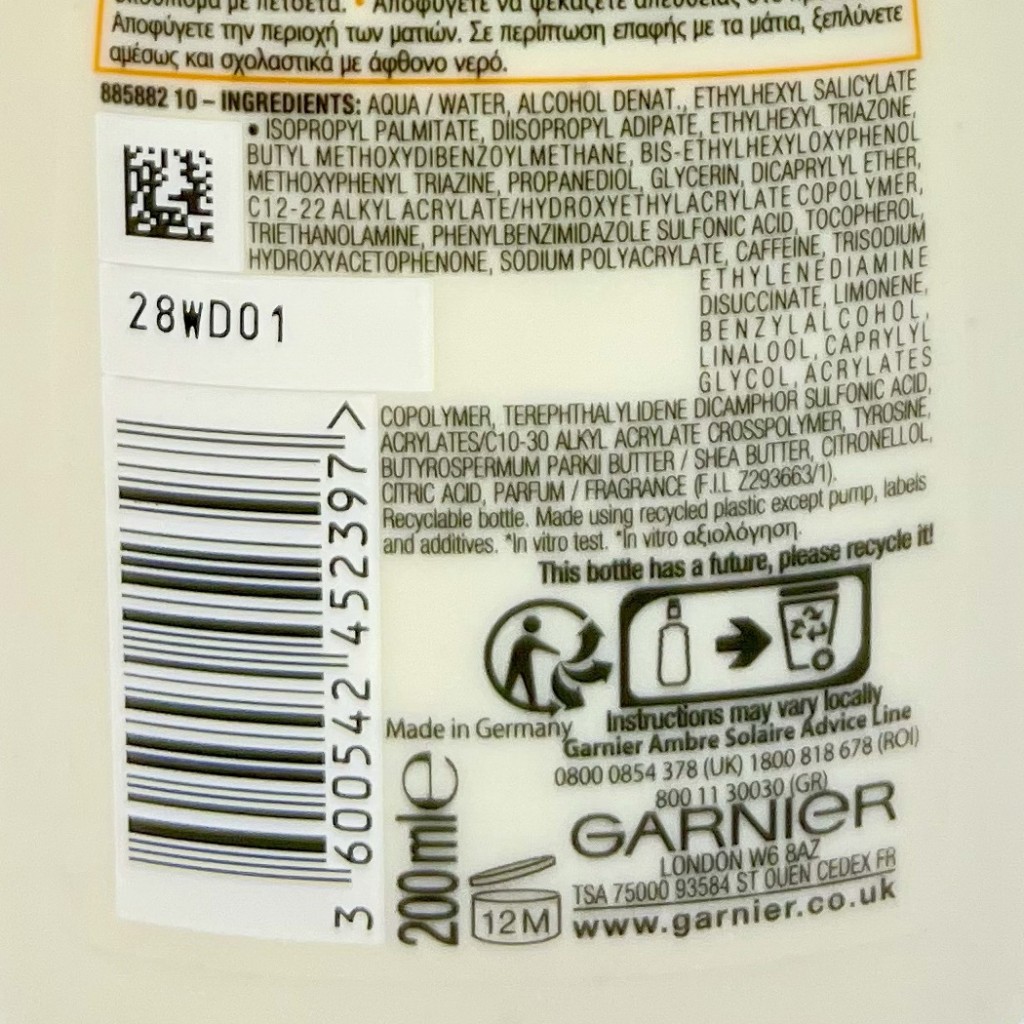 Αποφύγετε να ψεκάζετε απευθείας
Αποφύγετε την περιοχή των ματιών. Σε περίπτωση επαφής με τα μάτια, ξεπλύνετε
αμέσως και σχολαστικά με άφθονο νερό.
885882 10 – INGREDIENTS: AQUA / WATER, ALCOHOL DENAT., ETHYLHEXYL SALICYLATE
• ISOPROPYL PALMITATE, DIISOPROPYL ADIPATE, ETHYLHEXYL TRIAZONE,
BUTYL METHOXYDIBENZOYLMETHANE, BIS-ETHYLHEXYLOXYPHENOL
METHOXYPHENYL TRIAZINE, PROPANEDIOL, GLYCERIN, DICAPRYLYL ETHER,
C12-22 ALKYL ACRYLATE/HYDROXYETHYLACRYLATE COPOLYMER,
TRIETHANOLAMINE, PHENYLBENZIMIDAZOLE SULFONIC ACID, TOCOPHEROL,
HYDROXYACETOPHENONE, SODIUM POLYACRYLATE, CAFFEINE, TRISODIUM
ETHYLENEDIAMINE
DISUCCINATE, LIMONENE,
BENZYL ALCOHOL,
LINALOOL, CAPRYLYL
GLYCOL, ACRYLATES
COPOLYMER, TEREPHTHALYLIDENE DICAMPHOR SULFONIC ACID,
ACRYLATES/C10-30 ALKYL ACRYLATE CROSSPOLYMER, TYROSINE,
BUTYROSPERMUM PARKII BUTTER / SHEA BUTTER, CITRONELLOL,
CITRIC ACID, PARFUM / FRAGRANCE (F.I.L Z293663/1).
Recyclable bottle. Made using recycled plastic except pump, labels
and additives. *In vitro test. *In vitro αξιολόγηση.
28WD01
3 600542 452397 >
This bottle has a future, please recycle it!
Instructions may vary locally
Made in Germany
Garnier Ambre Solaire Advice Line
0800 0854 378 (UK) 1800 818 678 (ROI)
800 11 30030 (GR)
GARNIER
LONDON W6 8AZ
TSA 75000 93584 ST OUEN CEDEX FR
www.garnier.co.uk
200mle
12M